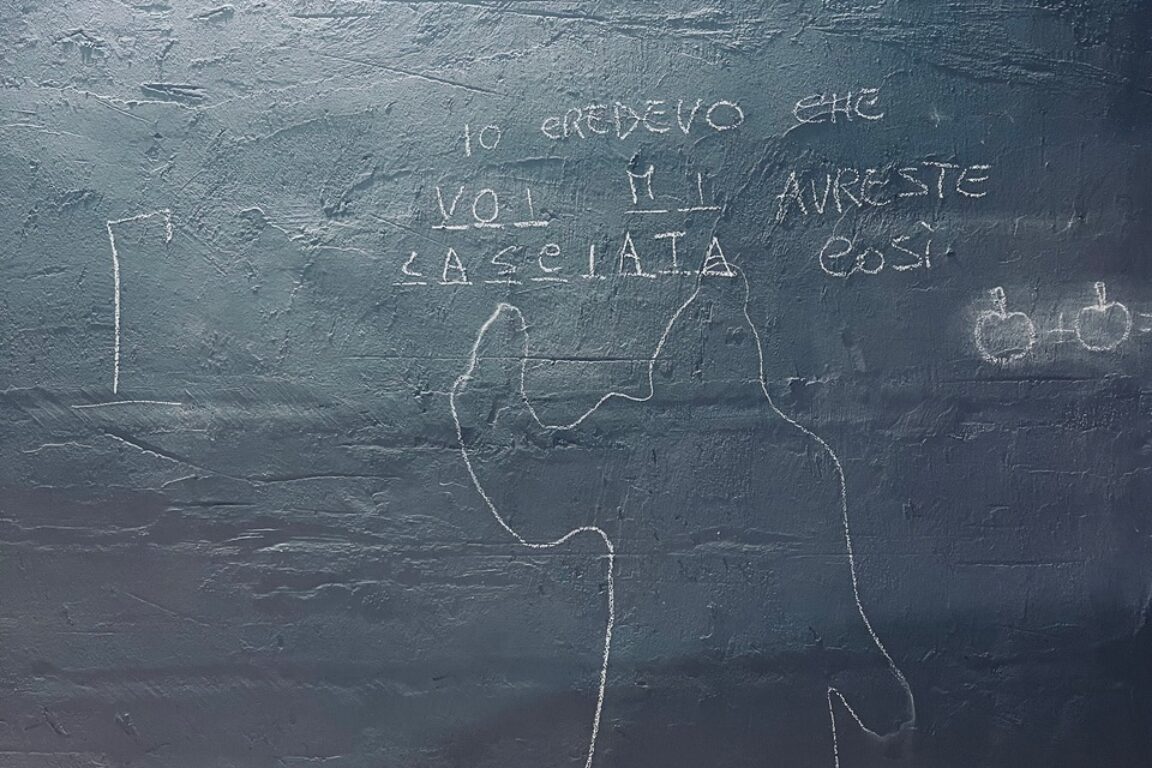 IO CREDEVO CHE
VOI MI AVRESTE
LASCIATA COSÌ.
+ =